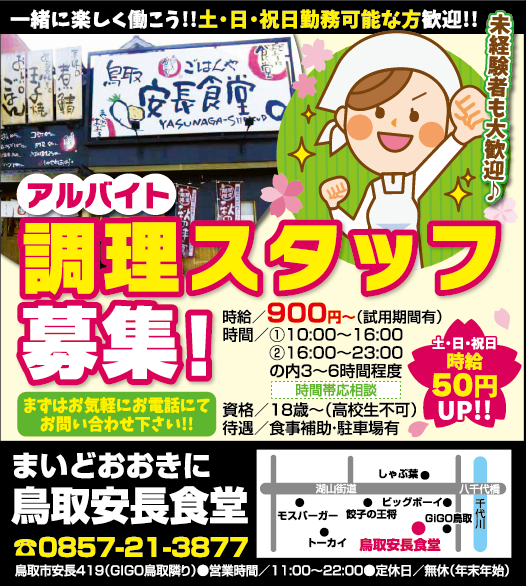 一緒に楽しく働こう!!土・日・祝日勤務可能な方歓迎!!
未経験者も大歓迎♪
煮鯖
玉子焼
ごはん
鳥取
ごはんや
安長食堂
YASUNAGA-SHOKUDO
アルバイト
調理スタッフ
募集!
時給／900円〜(試用期間有)
時間／①10:00〜16:00
②16:00〜23:00
の内3〜6時間程度
時間帯応相談
資格／18歳〜(高校生不可)
待遇／食事補助・駐車場有
土・日・祝日
時給
50円
UP!!
まずはお気軽にお電話にて
お問い合わせ下さい!!
まいどおおきに
鳥取安長食堂
☎0857-21-3877
しゃぶ葉
湖山街道
八千代橋
モスバーガー
餃子の王将
ビッグボーイ
千代川
GiGO鳥取
トーカイ
鳥取安長食堂
鳥取市安長419(GIGO鳥取隣り)●営業時間／11:00〜22:00●定休日／無休(年末年始)